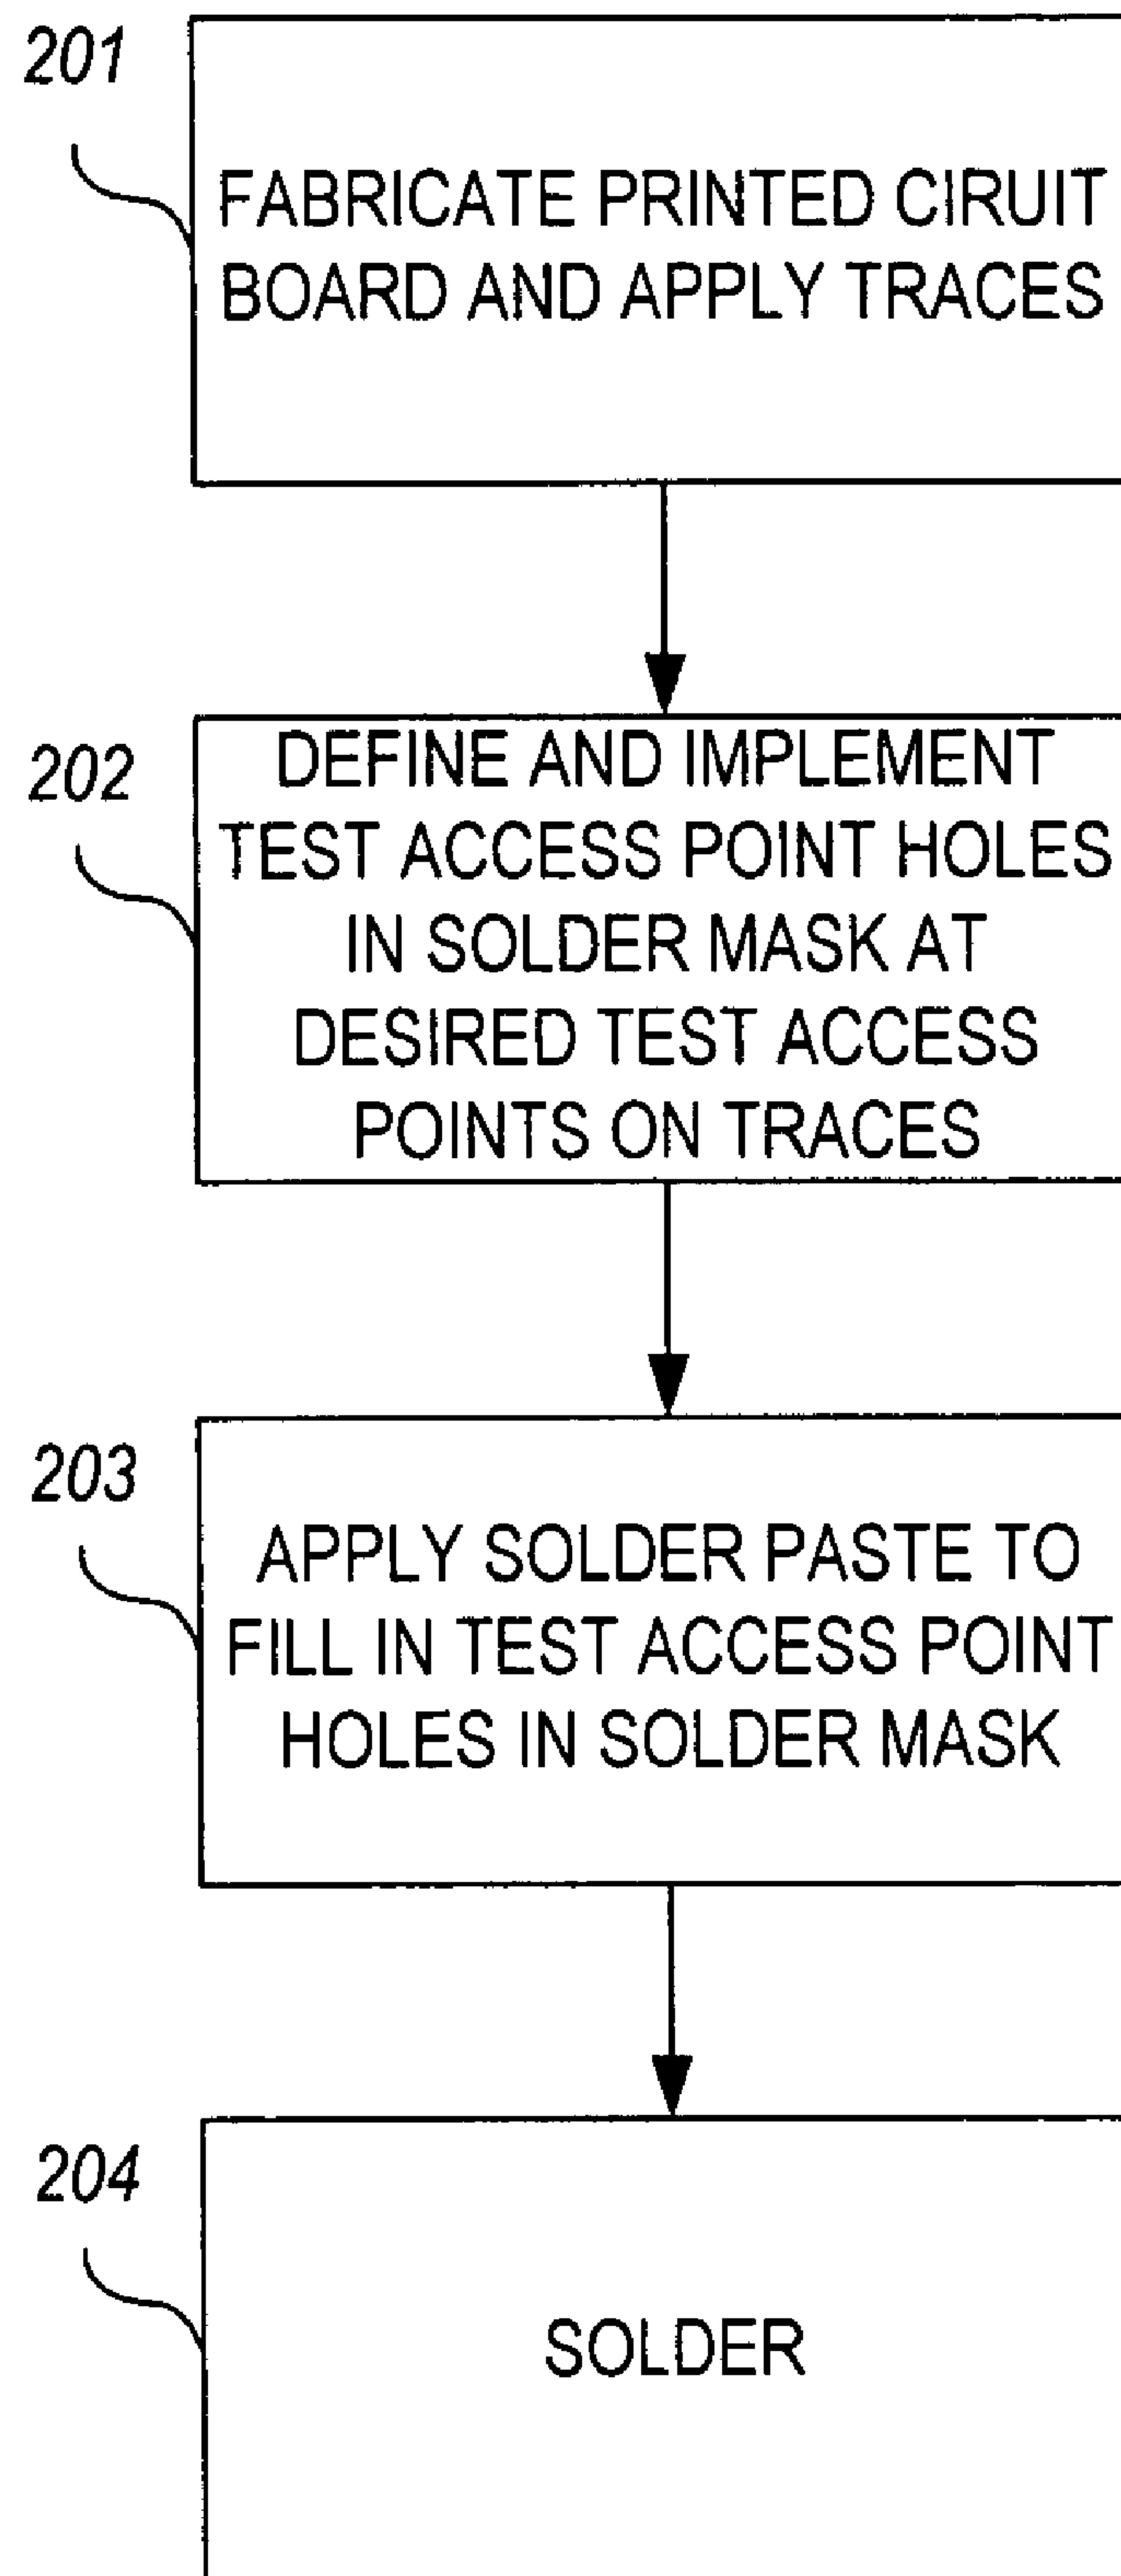 201
FABRICATE PRINTED CIRUIT
BOARD AND APPLY TRACES
202
DEFINE AND IMPLEMENT
TEST ACCESS POINT HOLES
IN SOLDER MASK AT
DESIRED TEST ACCESS
POINTS ON TRACES
203
APPLY SOLDER PASTE TO
FILL IN TEST ACCESS POINT
HOLES IN SOLDER MASK
204
SOLDER